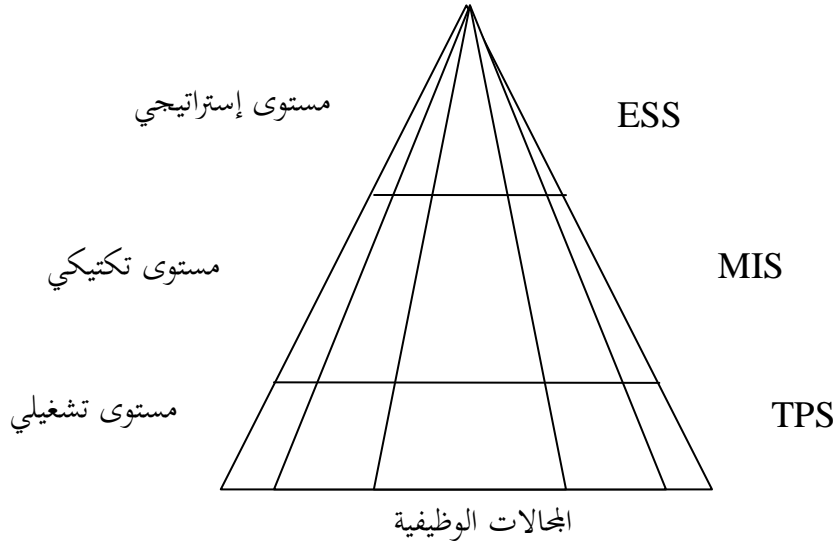 مستوى إستراتيجي
ESS
مستوى تكتيكي
MIS
مستوى تشغيلي
TPS
المجالات الوظيفية